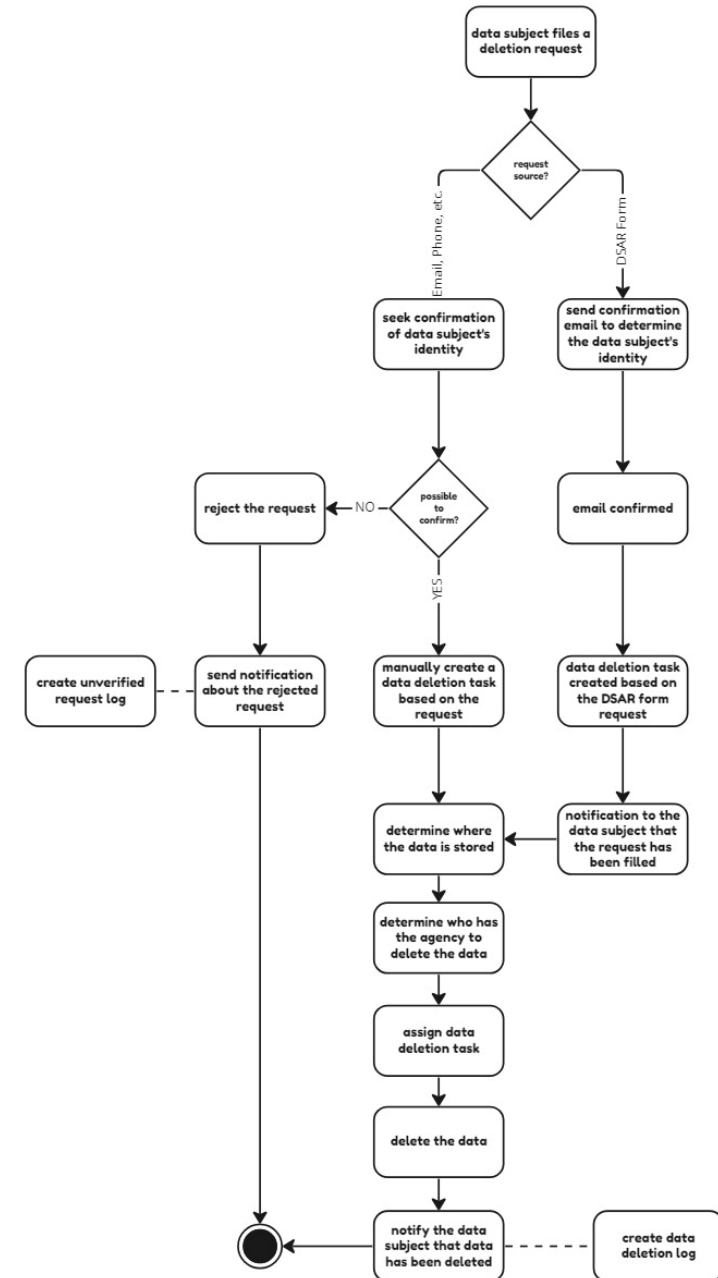 data subject files a
deletion request
request
source?
Email, Phone, etc.
DSAR Form
seek confirmation
of data subject's
identity
send confirmation
email to determine
the data subject's
identity
reject the request
NO
possible
to
confirm?
email confirmed
YES
create unverified
request log
send notification
about the rejected
request
manually create a
data deletion task
based on the
request
data deletion task
created based on
the DSAR form
request
determine where
the data is stored
notification to the
data subject that
the request has
been filled
determine who has
the agency to
delete the data
assign data
deletion task
delete the data
notify the data
subject that data
has been deleted
create data
deletion log